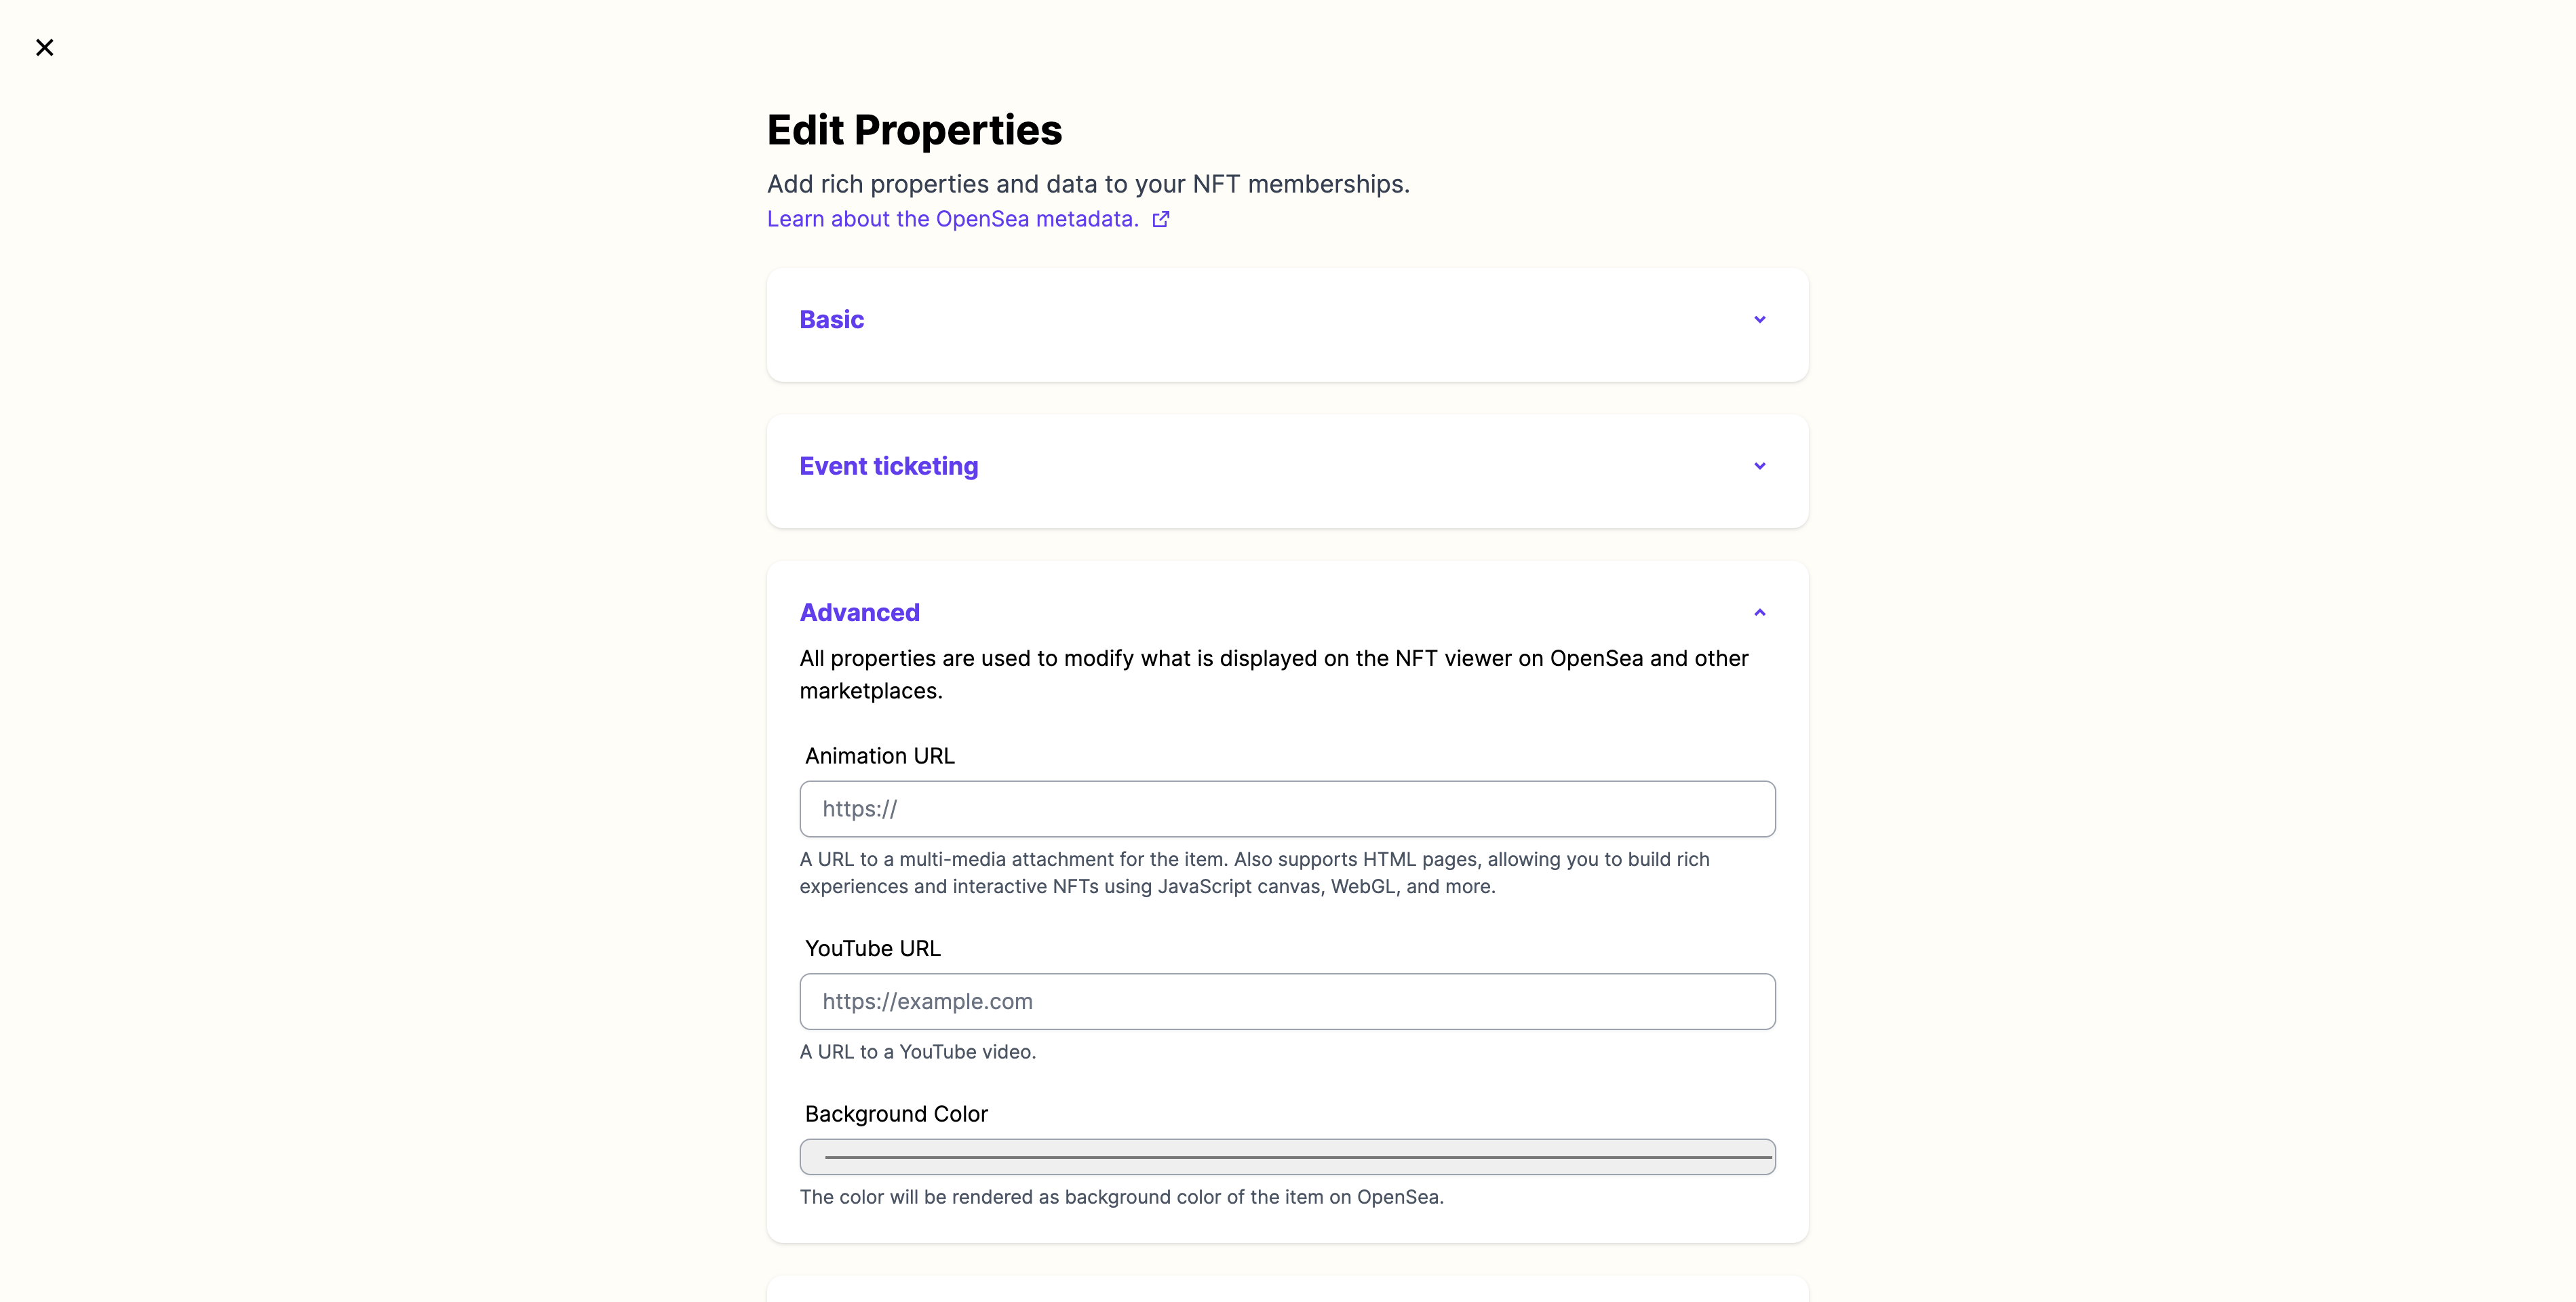 Edit Properties
Add rich properties and data to your NFT memberships.
Learn about the OpenSea metadata.
Basic
Event ticketing
Advanced
All properties are used to modify what is displayed on the NFT viewer on OpenSea and other
marketplaces.
Animation URL
https://
A URL to a multi-media attachment for the item. Also supports HTML pages, allowing you to build rich
experiences and interactive NFTs using JavaScript canvas, WebGL, and more.
YouTube URL
https://example.com
A URL to a YouTube video.
Background Color
The color will be rendered as background color of the item on OpenSea.